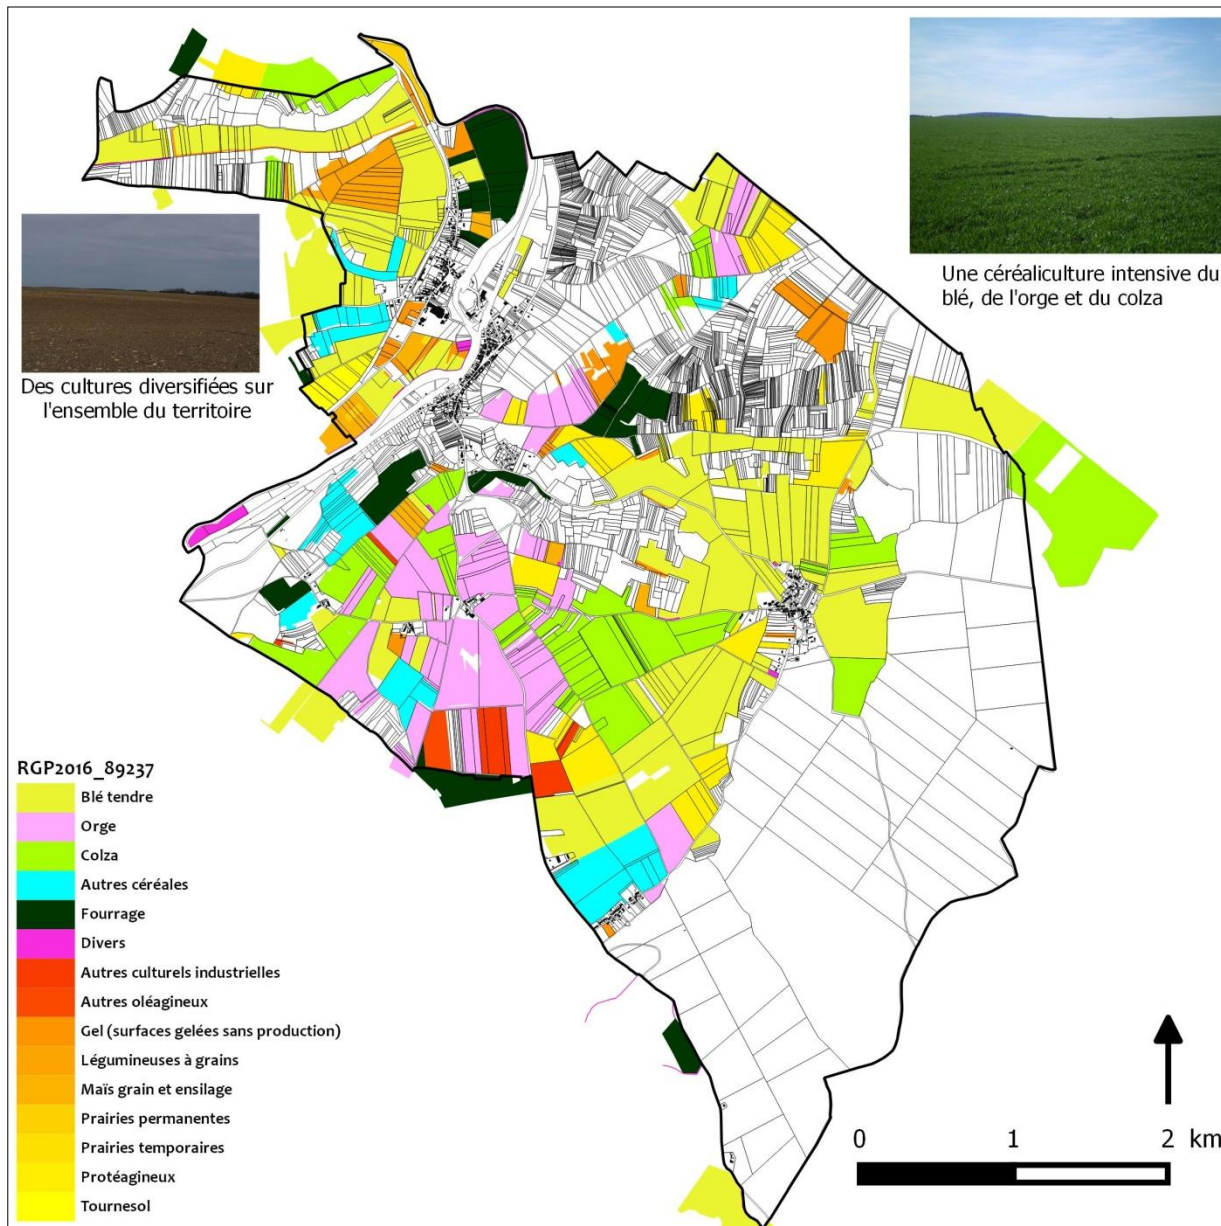 Une céréaliculture intensive du
blé, de l'orge et du colza
Des cultures diversifiées sur
l'ensemble du territoire
RGP2016_89237
Blé tendre
Orge
Colza
Autres céréales
Fourrage
Divers
Autres culturels industrielles
Autres oléagineux
Gel (surfaces gelées sans production)
Légumineuses à grains
Maïs grain et ensilage
Prairies permanentes
Prairies temporaires
Protéagineux
Tournesol
0 1 2 km